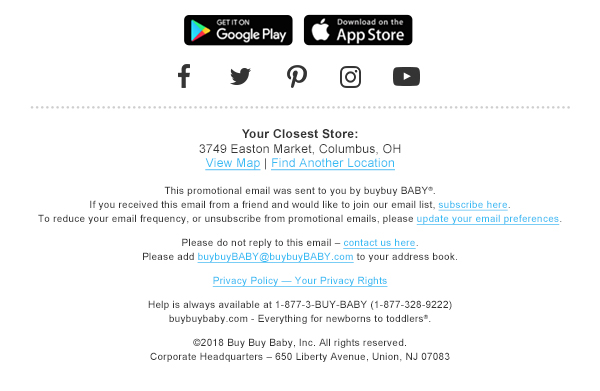 GET IT ON Download on the
Google Play App Store
Your Closest Store:
3749 Easton Market, Columbus, OH
View Map | Find Another Location
This promotional email was sent to you by buybuy BABY®.
If you received this email from a friend and would like to join our email list, subscribe here.
To reduce your email frequency, or unsubscribe from promotional emails, please update your email preferences.
Please do not reply to this email – contact us here.
Please add buybuyBABY@buybuyBABY.com to your address book.
Privacy Policy — Your Privacy Rights
Help is always available at 1-877-3-BUY-BABY (1-877-328-9222)
buybuybaby.com - Everything for newborns to toddlers®.
©2018 Buy Buy Baby, Inc. All rights reserved.
Corporate Headquarters – 650 Liberty Avenue, Union, NJ 07083